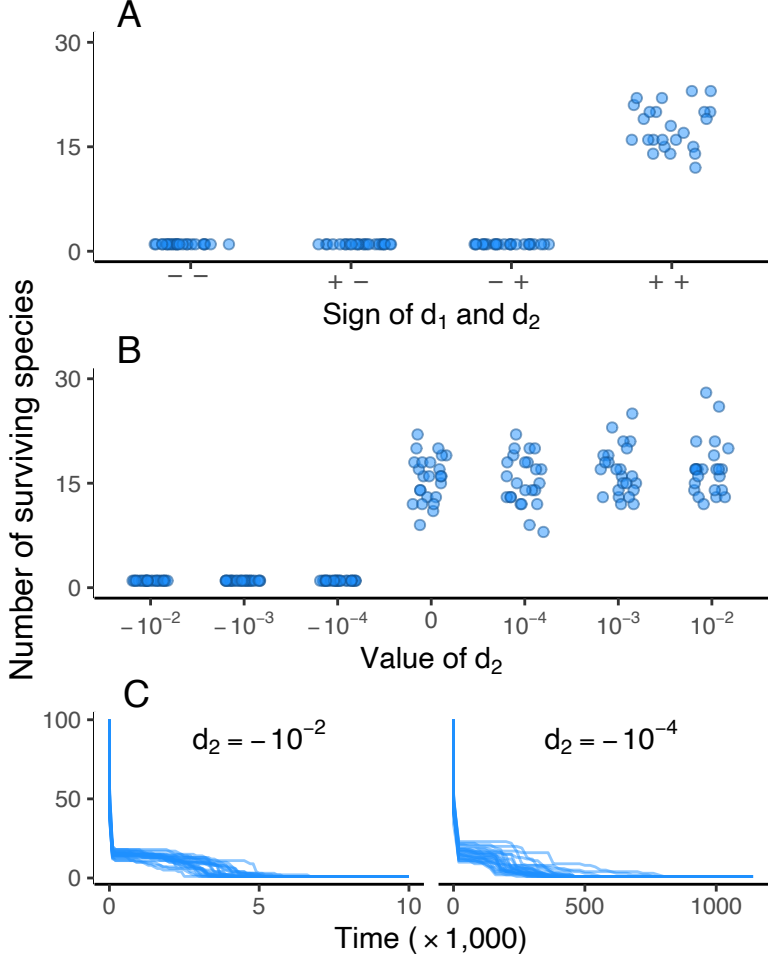 A
30
15
0
− −
+ −
− +
+ +
Sign of d₁ and d₂
Number of surviving species
B
30
15
0
−10⁻²
−10⁻³
−10⁻⁴
0
10⁻⁴
10⁻³
10⁻²
Value of d₂
C
100
50
0
d₂ = −10⁻²
d₂ = −10⁻⁴
0
5
10
0
500
1000
Time (×1,000)